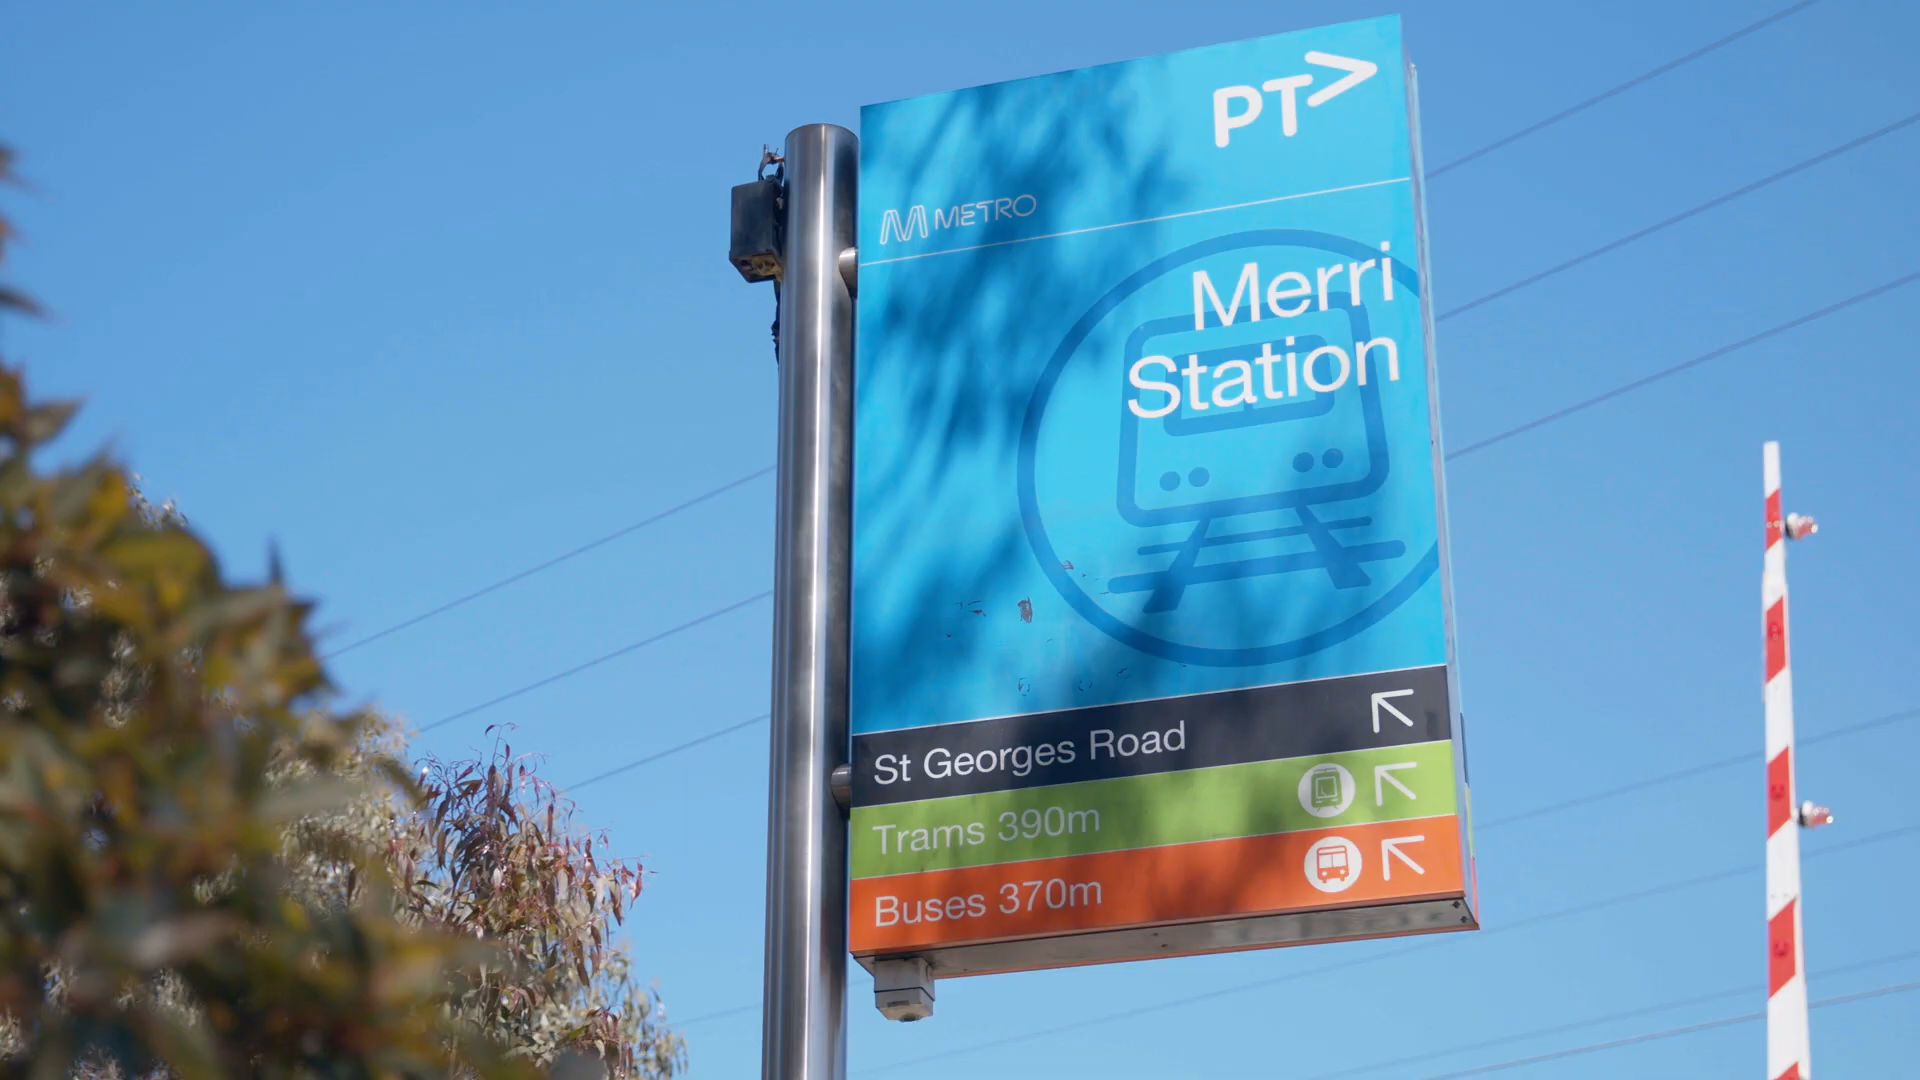 PT>
METRO
Merri
Station
St Georges Road
Trams 390m
Buses 370m